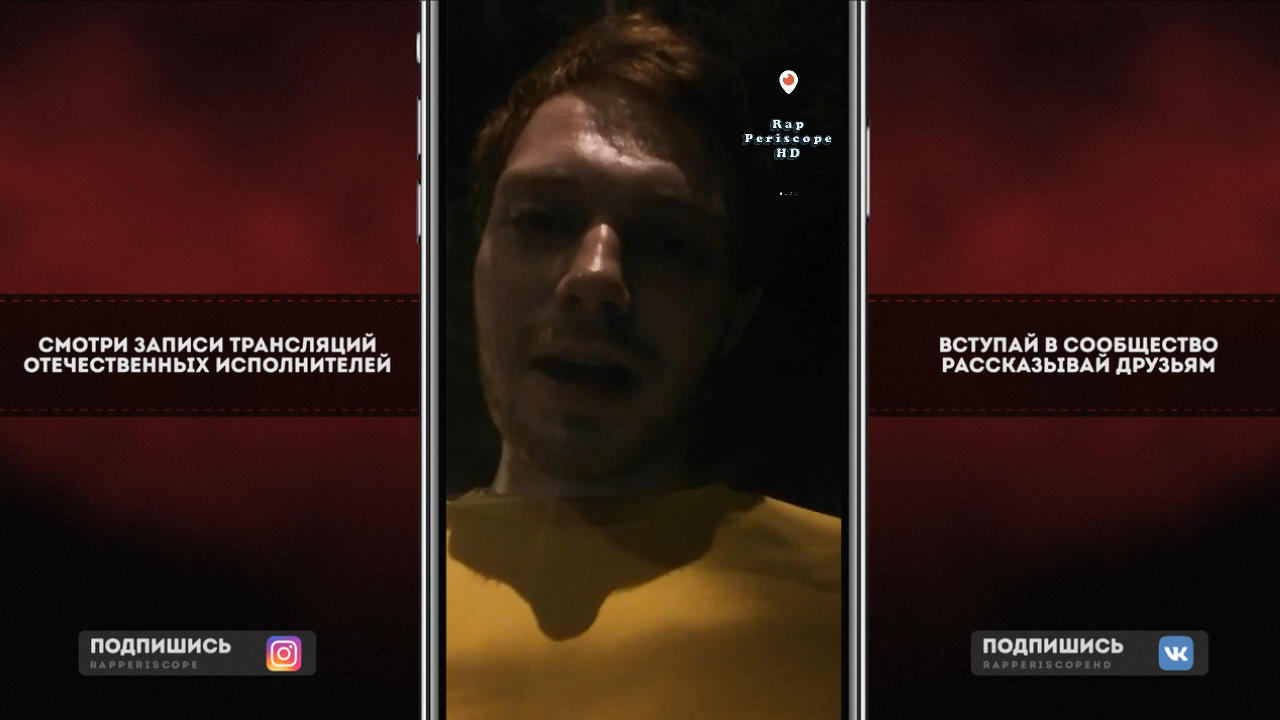 Rap
Periscope
HD
СМОТРИ ЗАПИСИ ТРАНСЛЯЦИЙ
ОТЕЧЕСТВЕННЫХ ИСПОЛНИТЕЛЕЙ
ВСТУПАЙ В СООБЩЕСТВО
РАССКАЗЫВАЙ ДРУЗЬЯМ
ПОДПИШИСЬ
RAPPERISCOPE
ПОДПИШИСЬ
RAPPERISCOPEHD